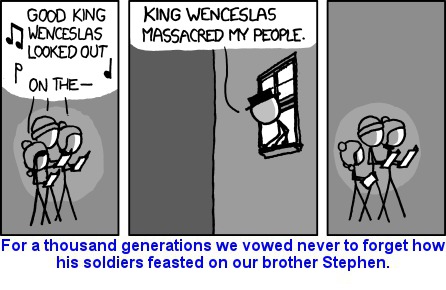 GOOD KING
WENCESLAS
LOOKED OUT
ON THE—
KING WENCESLAS
MASSACRED MY PEOPLE.
For a thousand generations we vowed never to forget how
his soldiers feasted on our brother Stephen.